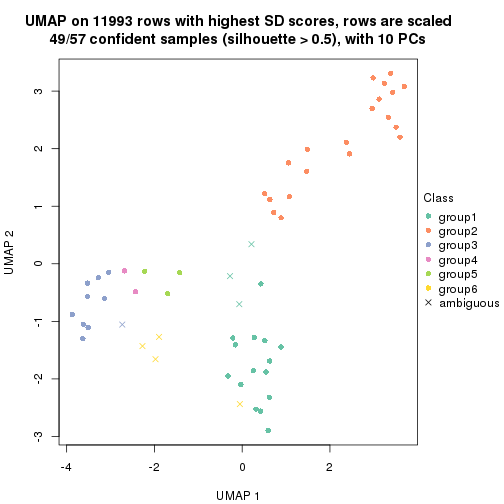 UMAP on 11993 rows with highest SD scores, rows are scaled
49/57 confident samples (silhouette > 0.5), with 10 PCs
3
2
1
0
-1
-2
-3
UMAP 2
-4
-2
0
2
UMAP 1
Class
group1
group2
group3
group4
group5
group6
ambiguous